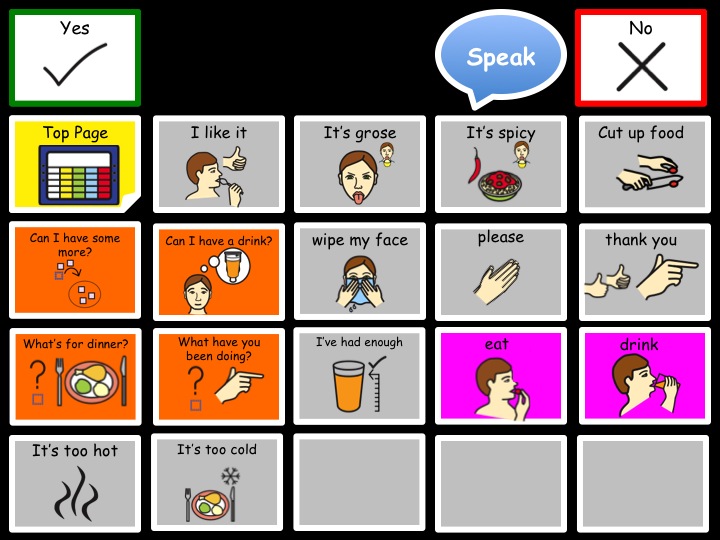 Yes
Speak
No
Top Page
I like it
It's grose
It's spicy
Cut up food
Can I have some
more?
Can I have a drink?
wipe my face
please
thank you
What's for dinner?
What have you
been doing?
I've had enough
eat
drink
It's too hot
It's too cold